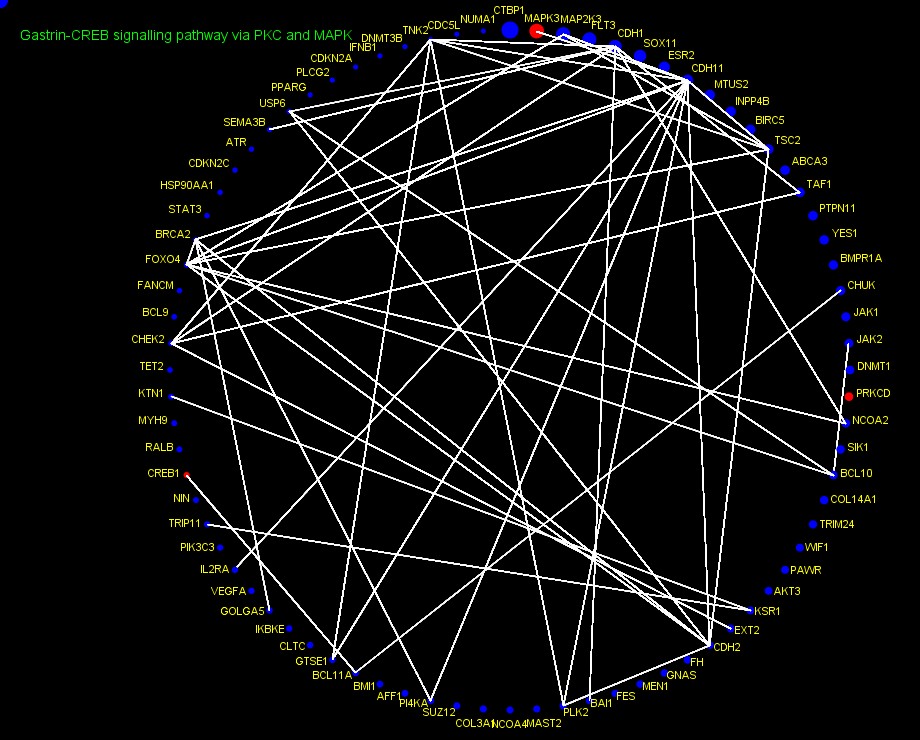 Gastrin-CREB signalling pathway via PKC and MAPK
CTBP1
MAPK3
MAP2K3
FLT3
CDH1
SOX11
ESR2
CDH11
MTUS2
INPP4B
BIRC5
TSC2
ABCA3
TAF1
PTPN11
YES1
BMPR1A
CHUK
JAK1
JAK2
DNMT1
PRKCD
NCOA2
SIK1
BCL10
COL14A1
TRIM24
WIF1
PAWR
AKT3
KSR1
EXT2
CDH2
FH
GNAS
MEN1
FES
BAI1
PLK2
MAST2
NCOA4
COL3A1
SUZ12
PI4KA
AFF1
BMI1
BCL11A
GTSE1
CLTC
IKBKE
GOLGA5
VEGFA
IL2RA
PIK3C3
TRIP11
NIN
CREB1
RALB
MYH9
KTN1
TET2
CHEK2
BCL9
FANCM
FOXO4
BRCA2
STAT3
HSP90AA1
CDKN2C
ATR
SEMA3B
USP6
PPARG
PLCG2
CDKN2A
IFNB1
DNMT3B
TNK2
CDC5L
NUMA1